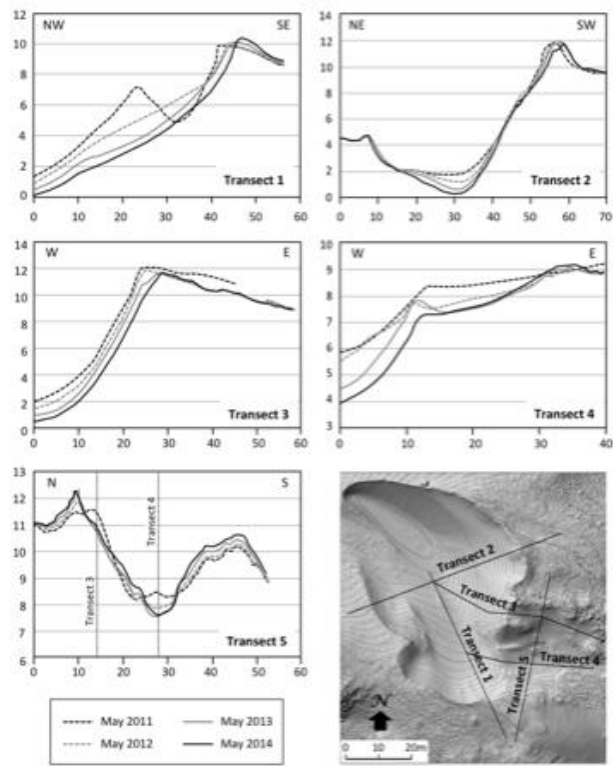 NW SE
12
10
8
6
4
2
0
0 10 20 30 40 50 60
Transect 1
NE SW
14
12
10
8
6
4
2
0
0 10 20 30 40 50 60 70
Transect 2
W E
14
12
10
8
6
4
2
0
0 10 20 30 40 50 60
Transect 3
W E
10
9
8
7
6
5
4
3
0 10 20 30 40
Transect 4
N S
13
12
11
10
9
8
7
6
0 10 20 30 40 50 60
Transect 3
Transect 4
Transect 5
Transect 2
Transect 3
Transect 1
Transect 5
Transect 4
N
0 10 20m
May 2011 May 2013
May 2012 May 2014